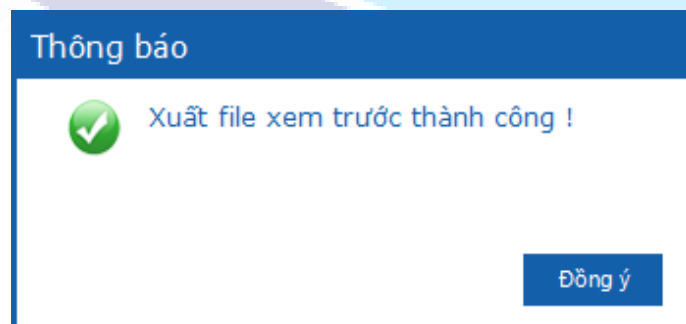 Thông báo
Xuất file xem trước thành công !
Đồng ý